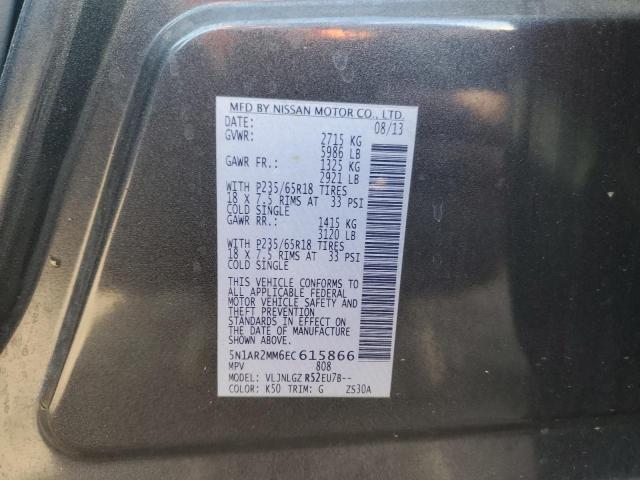 MFD BY NISSAN MOTOR CO., LTD.
DATE: 08/13
GVWR: 2715 KG
5986 LB
GAWR FR.: 1325 KG
2921 LB
WITH P235/65R18 TIRES
18 X 7.5 RIMS AT 33 PSI
COLD SINGLE
GAWR RR.: 1415 KG
3120 LB
WITH P235/65R18 TIRES
18 X 7.5 RIMS AT 33 PSI
COLD SINGLE
THIS VEHICLE CONFORMS TO
ALL APPLICABLE FEDERAL
MOTOR VEHICLE SAFETY AND
THEFT PREVENTION
STANDARDS IN EFFECT ON
THE DATE OF MANUFACTURE
SHOWN ABOVE.
5N1AR2MM6EC615866
MPV 808
MODEL: VLJNLGZ R52EU7B--
COLOR: K50 TRIM: G ZS30A